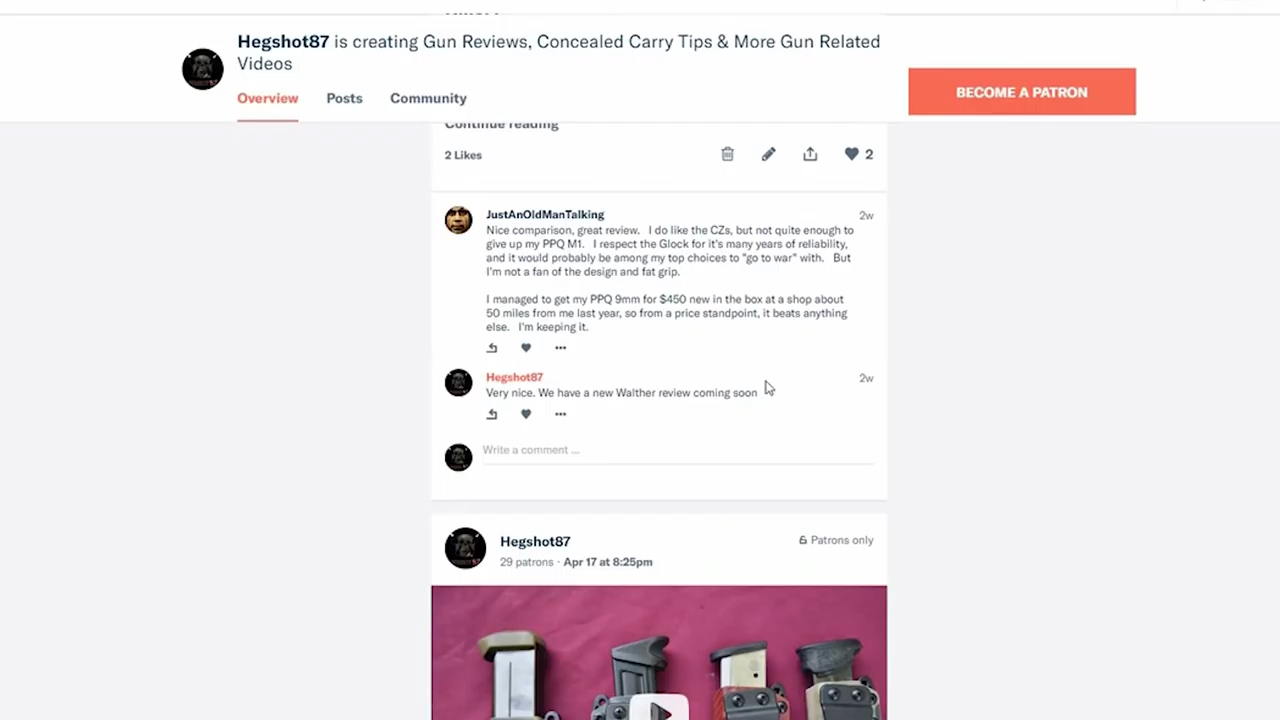 Hegshot87 is creating Gun Reviews, Concealed Carry Tips & More Gun Related
Videos
Overview Posts Community
BECOME A PATRON
Continue reading
2 Likes
2
JustAnOldManTalking
2w
Nice comparison, great review. I do like the CZs, but not quite enough to
give up my PPQ M1. I respect the Glock for it's many years of reliability,
and it would probably be among my top choices to "go to war" with. But
I'm not a fan of the design and fat grip.
I managed to get my PPQ 9mm for $450 new in the box at a shop about
50 miles from me last year, so from a price standpoint, it beats anything
else. I'm keeping it.
Hegshot87
2w
Very nice. We have a new Walther review coming soon
Write a comment ...
Hegshot87
Patrons only
29 patrons · Apr 17 at 8:25pm